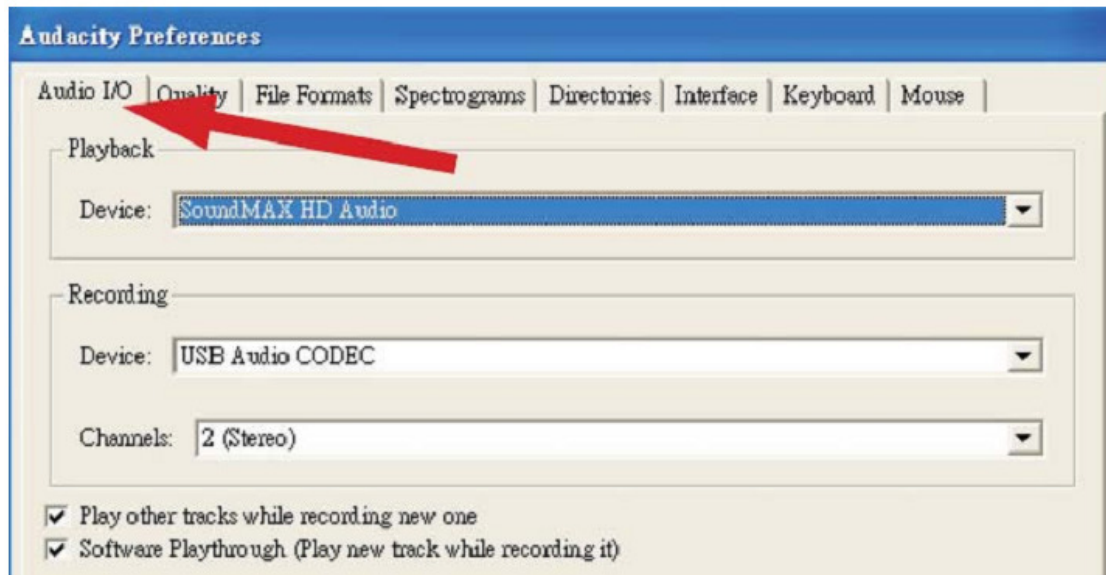 Audacity Preferences
Audio I/O Quality File Formats Spectrograms Directories Interface Keyboard Mouse
Playback
Device: SoundMAX HD Audio
Recording
Device: USB Audio CODEC
Channels: 2 (Stereo)
Play other tracks while recording new one
Software Playthrough (Play new track while recording it)